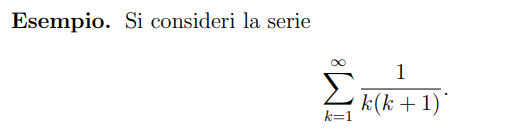 Esempio. Si consideri la serie
∑_{k=1}^{∞} 1/(k(k + 1)).